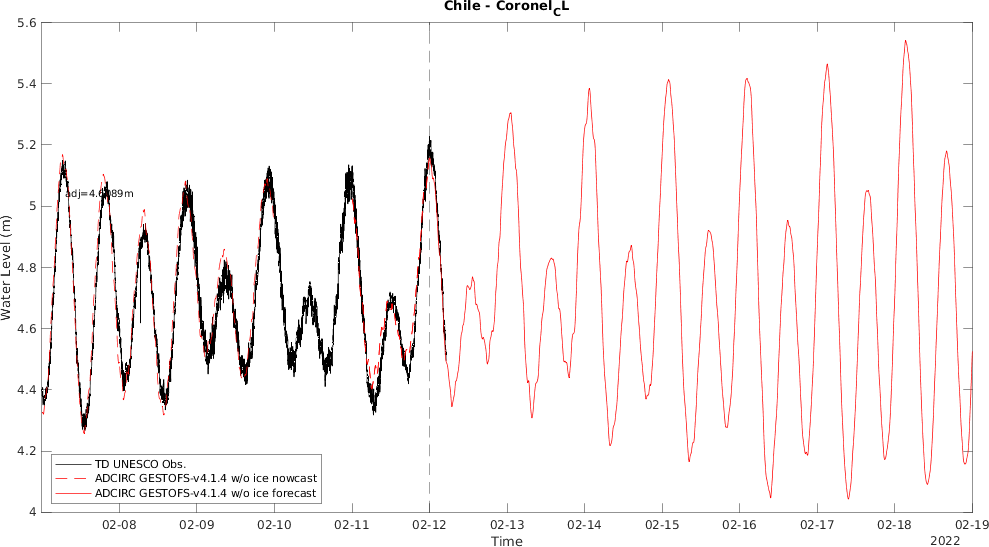 Chile - Coronel_CL
5.6
5.4
5.2
5
4.8
4.6
4.4
4.2
4
Water Level (m)
TD UNESCO Obs.
ADCIRC GESTOFS-v4.1.4 w/o ice nowcast
ADCIRC GESTOFS-v4.1.4 w/o ice forecast
02-08 02-09 02-10 02-11 02-12 02-13 02-14 02-15 02-16 02-17 02-18 02-19
Time
2022